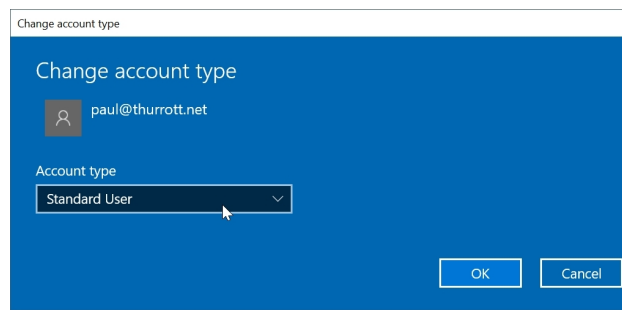 Change account type
Change account type
paul@thurrott.net
Account type
Standard User
OK Cancel